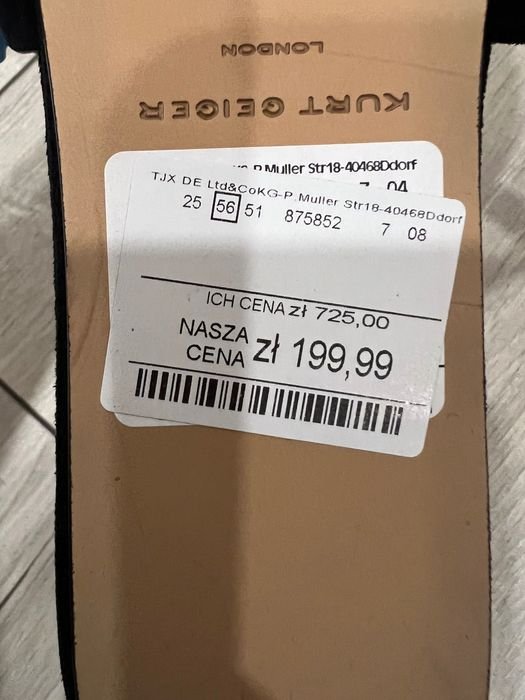 LONDON
KURT GEIGER
P.Muller Str18-40468Ddorf
7 04
TJX DE Ltd&CoKG-P.Muller Str18-40468Ddorf
25 56 51 875852 7 08
ICH CENA zł 725,00
NASZA CENA zł 199,99